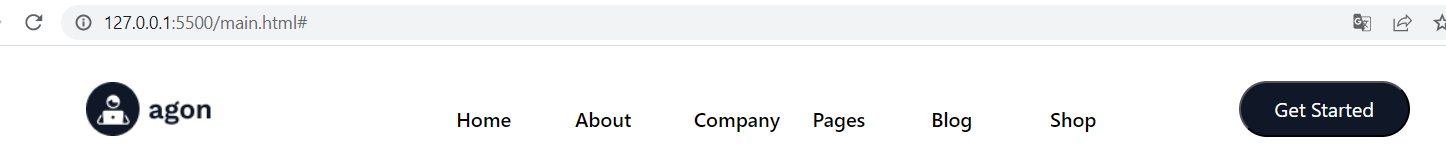 127.0.0.1:5500/main.html#
agon Home About Company Pages Blog Shop Get Started